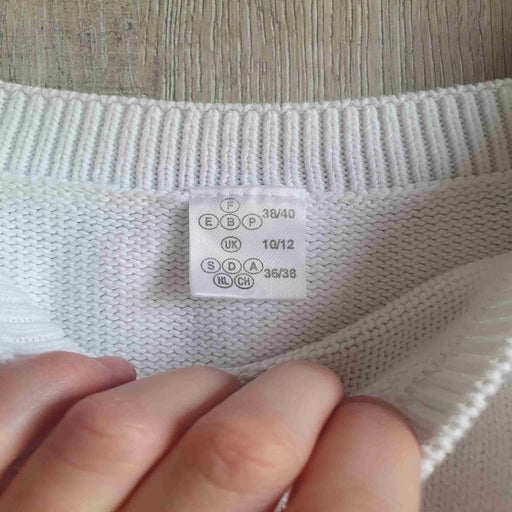 F
E B P 38/40
UK 10/12
S D A 36/38
NL CH